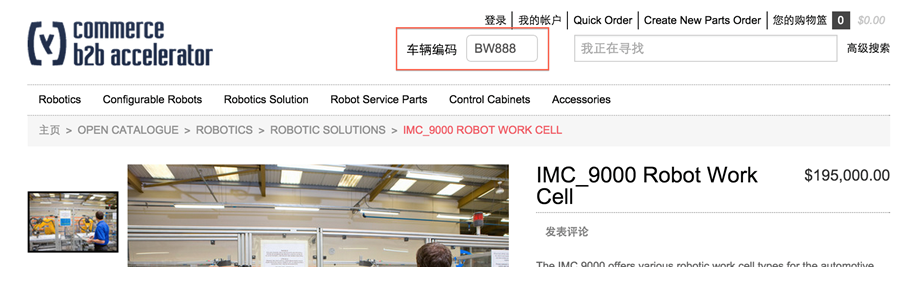 commerce
b2b accelerator
登录 我的帐户 Quick Order Create New Parts Order 您的购物篮 0 $0.00
车辆编码 BW888 我正在寻找 高级搜索
Robotics Configurable Robots Robotics Solution Robot Service Parts Control Cabinets Accessories
主页 > OPEN CATALOGUE > ROBOTICS > ROBOTIC SOLUTIONS > IMC_9000 ROBOT WORK CELL
IMC_9000 Robot Work
Cell
$195,000.00
发表评论
The IMC 9000 offers various robotic work cell types for the automotive